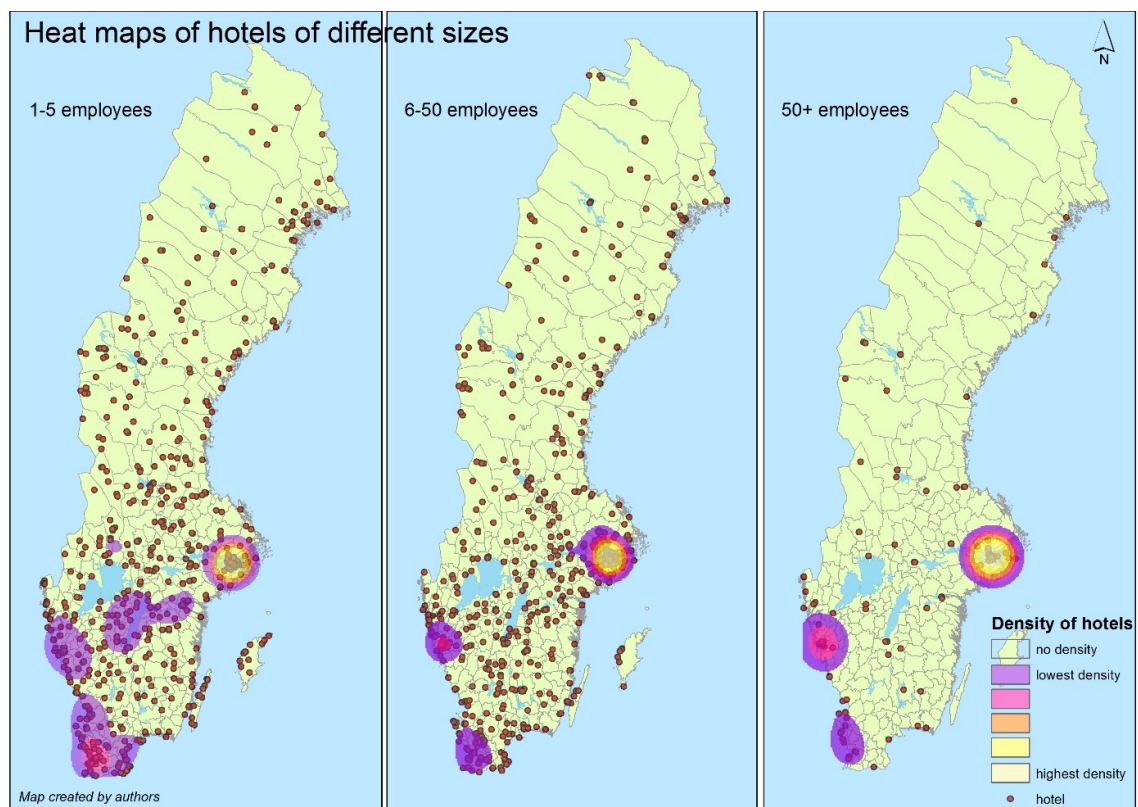 Heat maps of hotels of different sizes
N
1-5 employees
6-50 employees
50+ employees
Density of hotels
no density
lowest density
highest density
hotel
Map created by authors